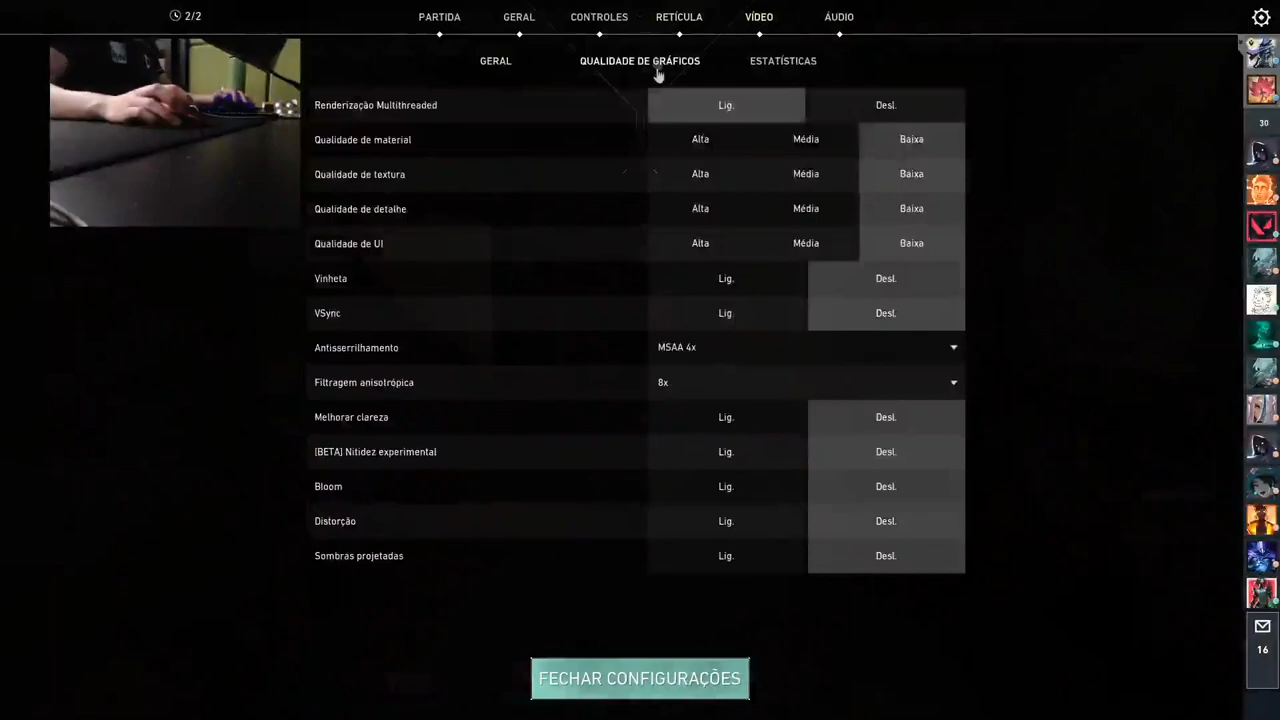 2/2
PARTIDA GERAL CONTROLES RETÍCULA VÍDEO ÁUDIO
GERAL QUALIDADE DE GRÁFICOS ESTATÍSTICAS
Renderização Multithreaded Lig. Desl.
Qualidade de material Alta Média Baixa
Qualidade de textura Alta Média Baixa
Qualidade de detalhe Alta Média Baixa
Qualidade de UI Alta Média Baixa
Vinheta Lig. Desl.
VSync Lig. Desl.
Antisserrilhamento MSAA 4x
Filtragem anisotrópica 8x
Melhorar clareza Lig. Desl.
[BETA] Nitidez experimental Lig. Desl.
Bloom Lig. Desl.
Distorção Lig. Desl.
Sombras projetadas Lig. Desl.
FECHAR CONFIGURAÇÕES
30
16